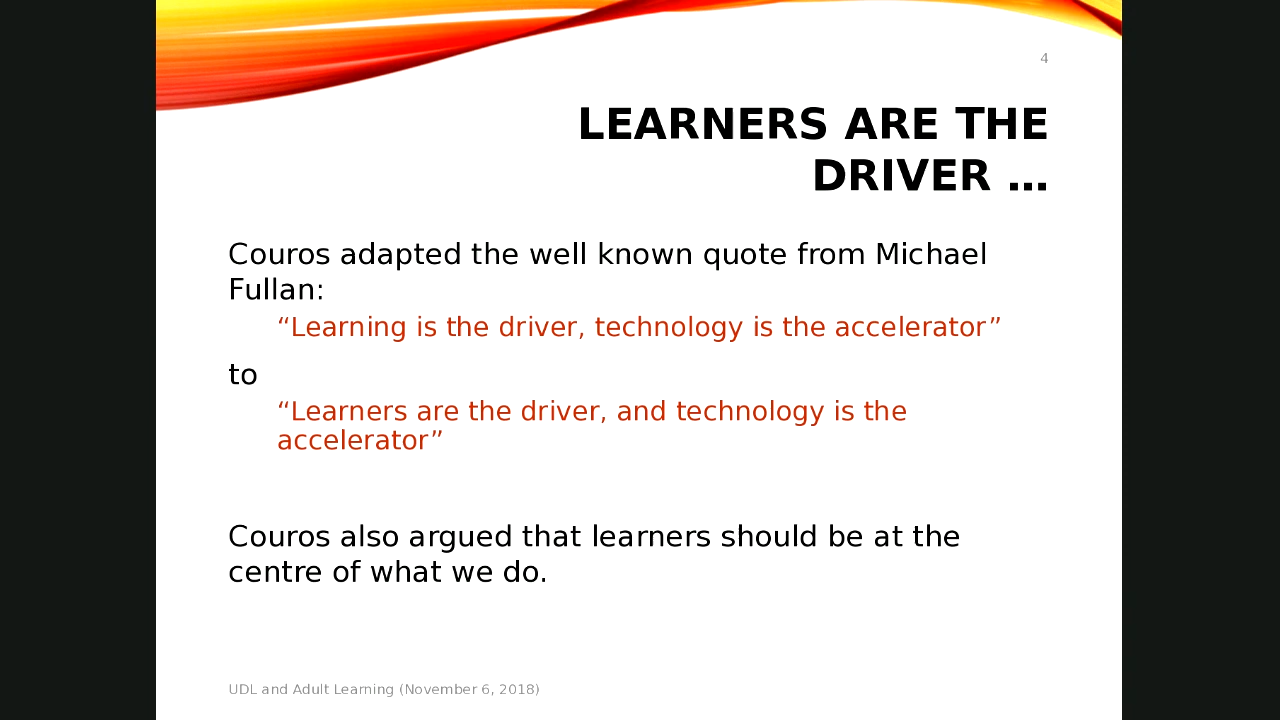 4
LEARNERS ARE THE
DRIVER …
Couros adapted the well known quote from Michael
Fullan:
“Learning is the driver, technology is the accelerator”
to
“Learners are the driver, and technology is the
accelerator”
Couros also argued that learners should be at the
centre of what we do.
UDL and Adult Learning (November 6, 2018)